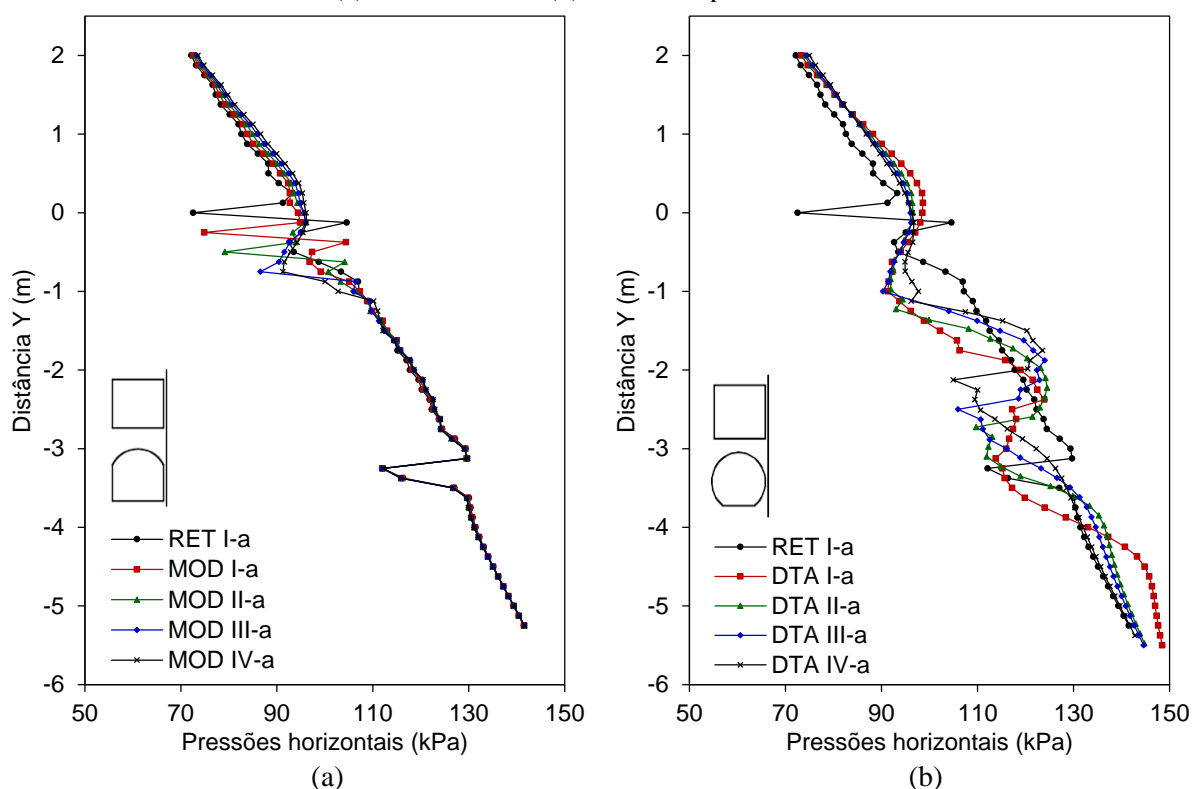 2
1
0
-1
-2
-3
-4
-5
-6
Distância Y (m)
RET I-a
MOD I-a
MOD II-a
MOD III-a
MOD IV-a
50
70
90
110
130
150
Pressões horizontais (kPa)
(a)
2
1
0
-1
-2
-3
-4
-5
-6
Distância Y (m)
RET I-a
DTA I-a
DTA II-a
DTA III-a
DTA IV-a
50
70
90
110
130
150
Pressões horizontais (kPa)
(b)